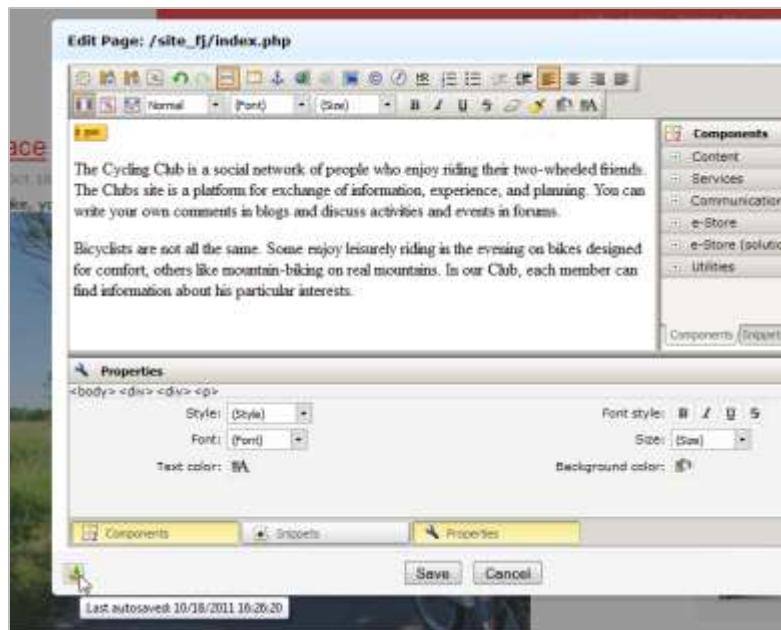 Edit Page: /site_fj/index.php
Normal (Font) (Size) B I U S
The Cycling Club is a social network of people who enjoy riding their two-wheeled friends.
The Clubs site is a platform for exchange of information, experience, and planning. You can
write your own comments in blogs and discuss activities and events in forums.
Bicyclists are not all the same. Some enjoy leisurely riding in the evening on bikes designed
for comfort, others like mountain-biking on real mountains. In our Club, each member can
find information about his particular interests.
Components
Content
Services
Communication
e-Store
e-Store (solutio
Utilities
Components Snippet
Properties
<body> <div> <div> <p>
Style: (Style)
Font style: B I U S
Font: (Font)
Size: (Size)
Text color:
Background color:
Components Snippets Properties
Save Cancel
Last autosaved: 10/18/2011 16:26:20